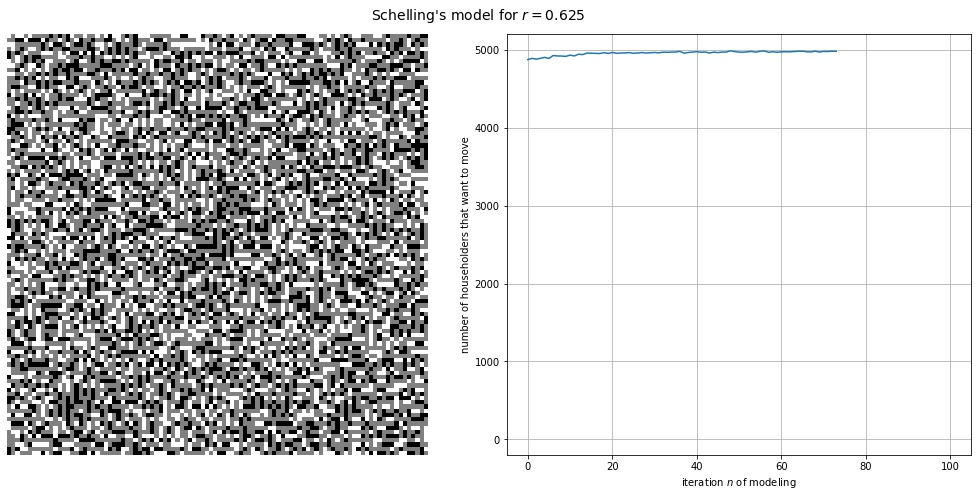 Schelling's model for r = 0.625
number of householders that want to move
5000
4000
3000
2000
1000
0
0 20 40 60 80 100
iteration n of modeling